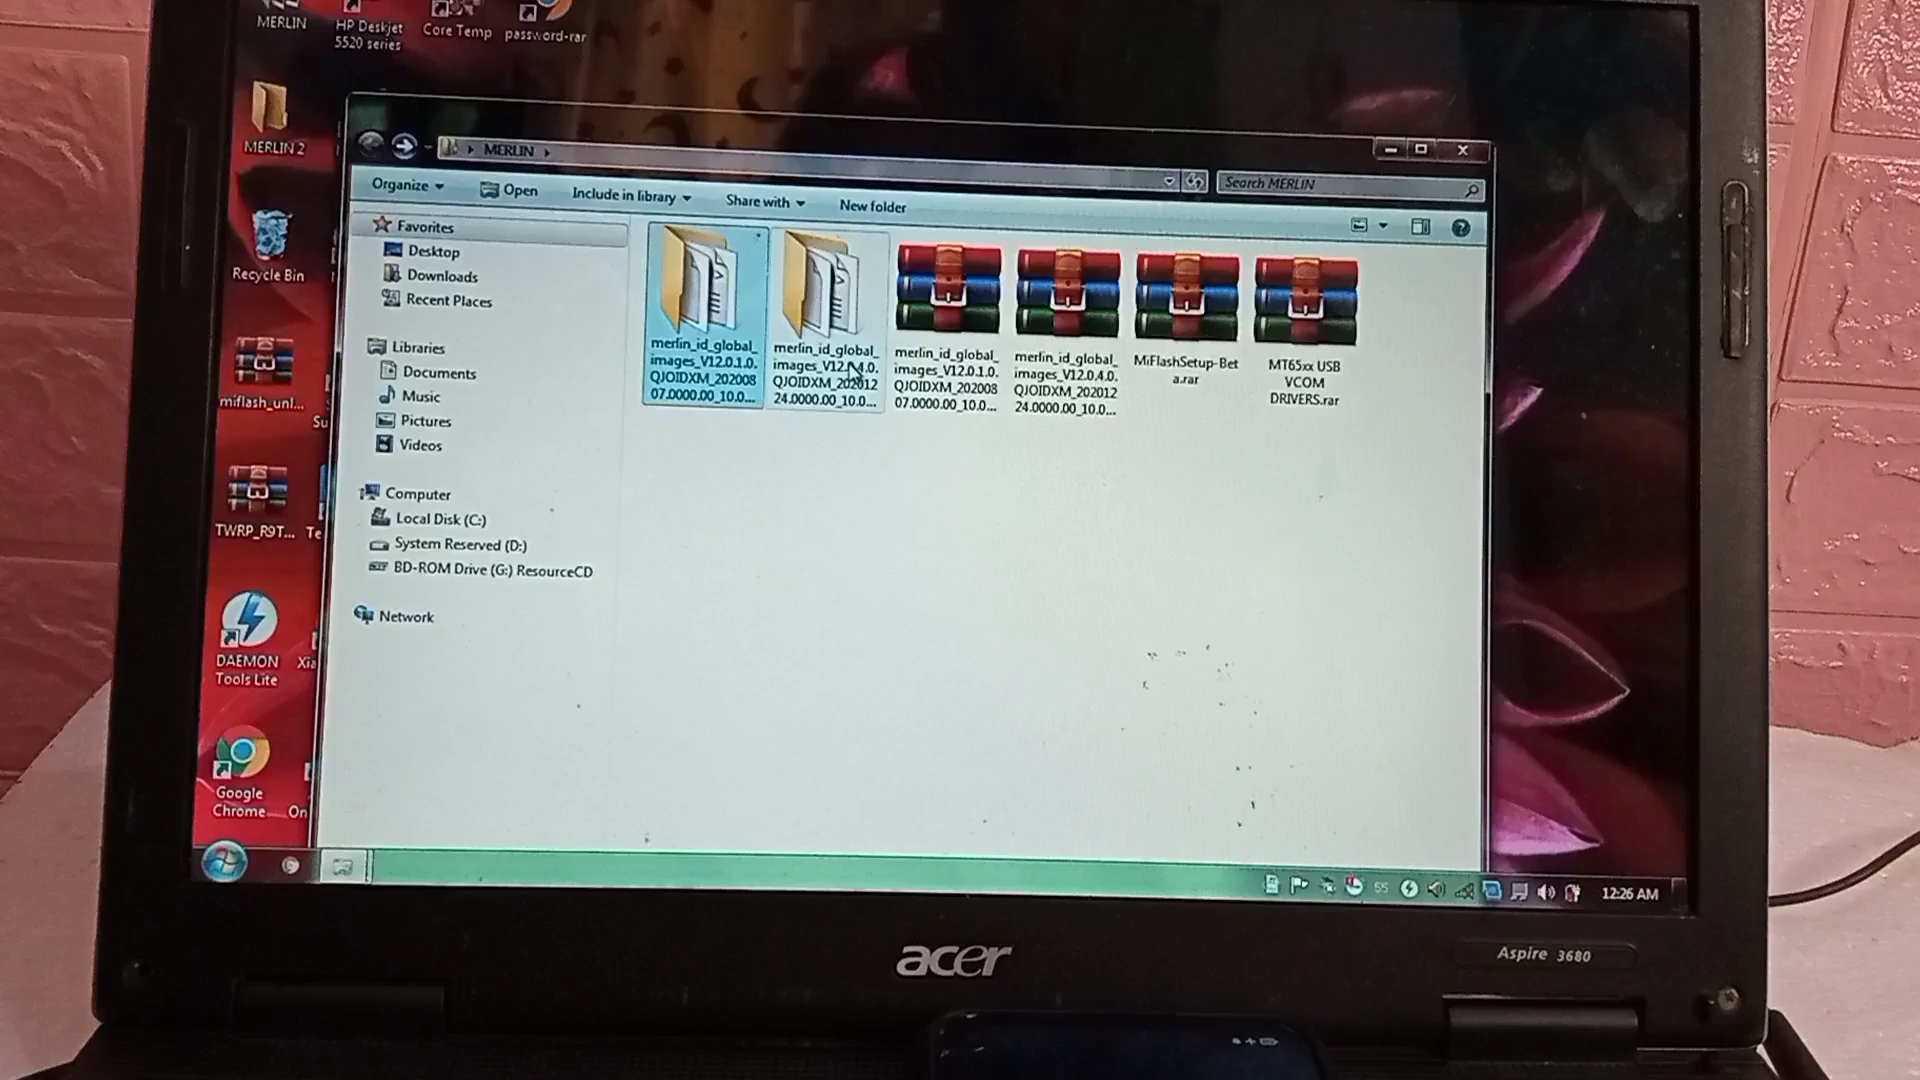 MERLIN
HP Deskjet
5520 series
Core Temp
password-rar
MERLIN 2
Recycle Bin
miflash_unl...
Su
TWRP_R9T...
Te
DAEMON
Tools Lite
Xia
Google
Chrome
On
MERLIN
Search MERLIN
Organize
Open
Include in library
Share with
New folder
Favorites
Desktop
Downloads
Recent Places
Libraries
Documents
Music
Pictures
Videos
Computer
Local Disk (C:)
System Reserved (D:)
BD-ROM Drive (G:) ResourceCD
Network
merlin_id_global_
images_V12.0.1.0.
QJOIDXM_202008
07.0000.00_10.0...
merlin_id_global_
images_V12.0.4.0.
QJOIDXM_202012
24.0000.00_10.0...
merlin_id_global_
images_V12.0.1.0.
QJOIDXM_202008
07.0000.00_10.0...
merlin_id_global_
images_V12.0.4.0.
QJOIDXM_202012
24.0000.00_10.0...
MiFlashSetup-Bet
a.rar
MT65xx USB
VCOM
DRIVERS.rar
55
12:26 AM
acer
Aspire 3680